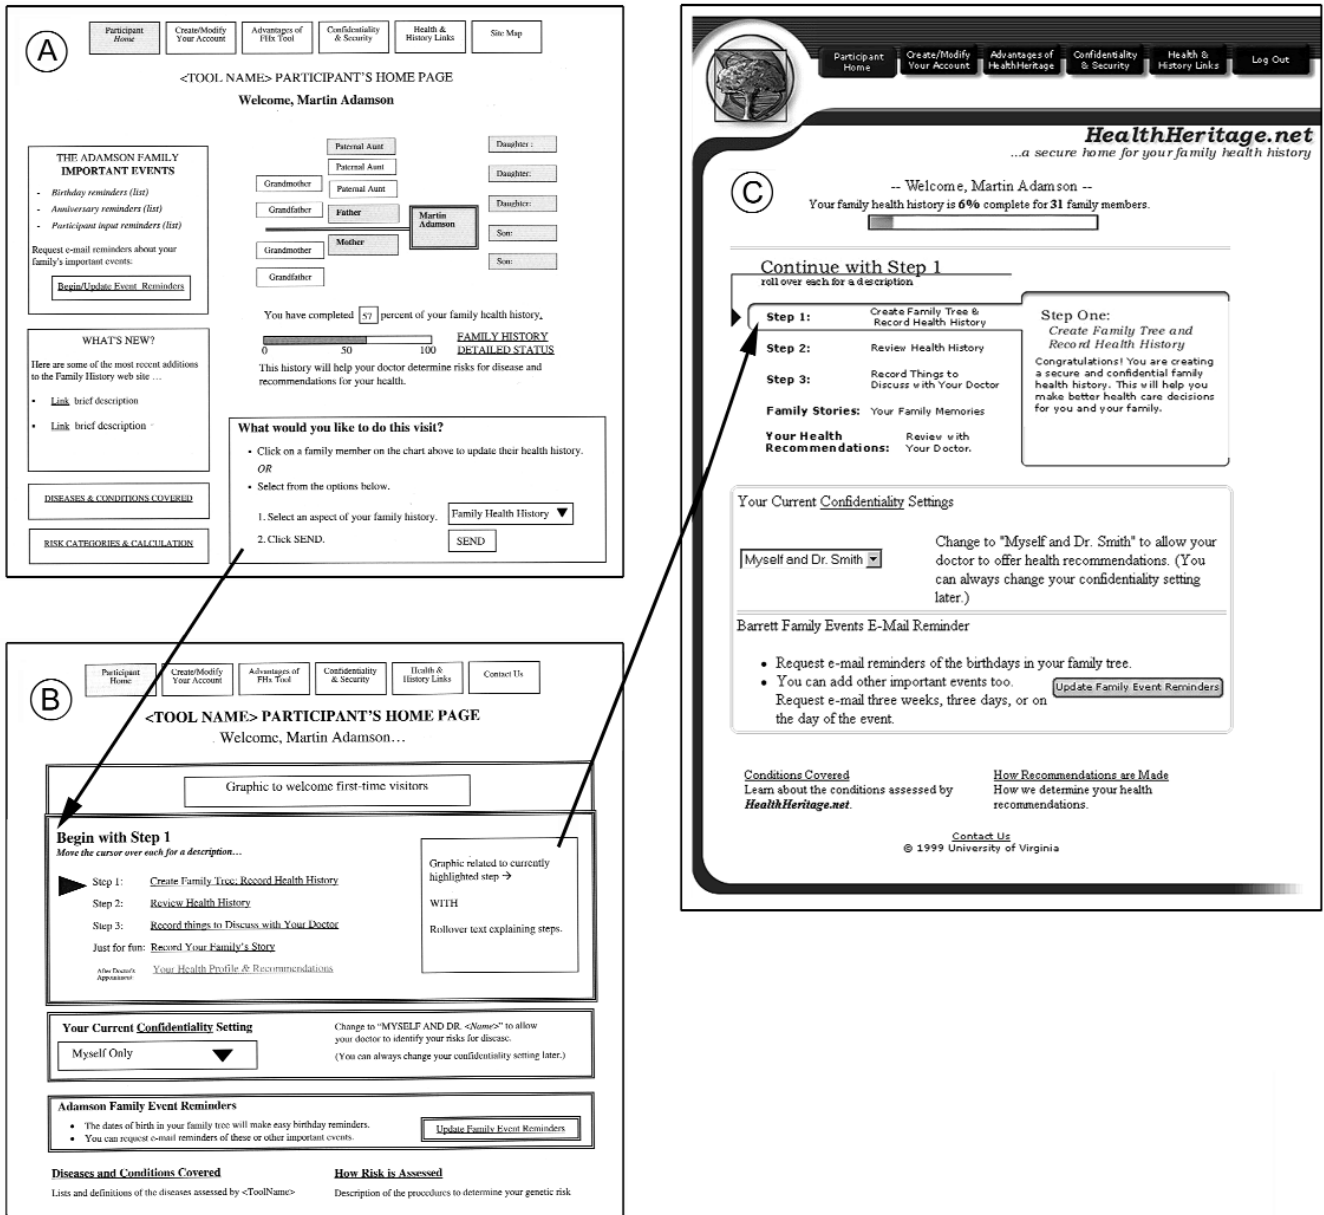 A
Participant Home
Create/Modify Your Account
Advantages of FHx Tool
Confidentiality & Security
Health & History Links
Site Map
<TOOL NAME> PARTICIPANT'S HOME PAGE
Welcome, Martin Adamson
THE ADAMSON FAMILY
IMPORTANT EVENTS
- Birthday reminders (list)
- Anniversary reminders (list)
- Participant input reminders (list)
Request e-mail reminders about your
family's important events:
Begin/Update Event Reminders
Paternal Aunt
Paternal Aunt
Paternal Aunt
Grandmother
Grandfather
Father
Mother
Grandmother
Grandfather
Martin
Adamson
Daughter :
Daughter:
Daughter:
Son:
Son:
You have completed 57 percent of your family health history.
0 50 100
FAMILY HISTORY
DETAILED STATUS
This history will help your doctor determine risks for disease and
recommendations for your health.
WHAT'S NEW?
Here are some of the most recent additions
to the Family History web site ...
• Link brief description
• Link brief description
DISEASES & CONDITIONS COVERED
RISK CATEGORIES & CALCULATION
What would you like to do this visit?
• Click on a family member on the chart above to update their health history.
OR
• Select from the options below.
1. Select an aspect of your family history.
Family Health History
2. Click SEND.
SEND
B
Participant Home
Create/Modify Your Account
Advantages of FHx Tool
Confidentiality & Security
Health & History Links
Contact Us
<TOOL NAME> PARTICIPANT'S HOME PAGE
Welcome, Martin Adamson…
Graphic to welcome first-time visitors
Begin with Step 1
Move the cursor over each for a description…
Step 1: Create Family Tree; Record Health History
Step 2: Review Health History
Step 3: Record things to Discuss with Your Doctor
Just for fun: Record Your Family's Story
After Doctor's Appointment
Your Health Profile & Recommendations
Graphic related to currently
highlighted step →
WITH
Rollover text explaining steps.
Your Current Confidentiality Setting
Myself Only
Change to "MYSELF AND DR. <Name>" to allow
your doctor to identify your risks for disease.
(You can always change your confidentiality setting later.)
Adamson Family Event Reminders
• The dates of birth in your family tree will make easy birthday reminders.
• You can request e-mail reminders of these or other important events.
Update Family Event Reminders
Diseases and Conditions Covered
Lists and definitions of the diseases assessed by <ToolName>
How Risk is Assessed
Description of the procedures to determine your genetic risk
Participant Home
Create/Modify Your Account
Advantages of HealthHeritage
Confidentiality & Security
Health & History Links
Log Out
HealthHeritage.net
...a secure home for your family health history
C
-- Welcome, Martin Adamson --
Your family health history is 6% complete for 31 family members.
Continue with Step 1
roll over each for a description
Step 1: Create Family Tree &
Record Health History
Step 2: Review Health History
Step 3: Record Things to
Discuss with Your Doctor
Family Stories: Your Family Memories
Your Health Recommendations: Review with
Your Doctor.
Step One:
Create Family Tree and
Record Health History
Congratulations! You are creating
a secure and confidential family
health history. This will help you
make better health care decisions
for you and your family.
Your Current Confidentiality Settings
Myself and Dr. Smith
Change to "Myself and Dr. Smith" to allow your
doctor to offer health recommendations. (You
can always change your confidentiality setting
later.)
Barrett Family Events E-Mail Reminder
• Request e-mail reminders of the birthdays in your family tree.
• You can add other important events too.
Request e-mail three weeks, three days, or on
the day of the event.
Update Family Event Reminders
Conditions Covered
Learn about the conditions assessed by
HealthHeritage.net.
How Recommendations are Made
How we determine your health
recommendations.
Contact Us
© 1999 University of Virginia